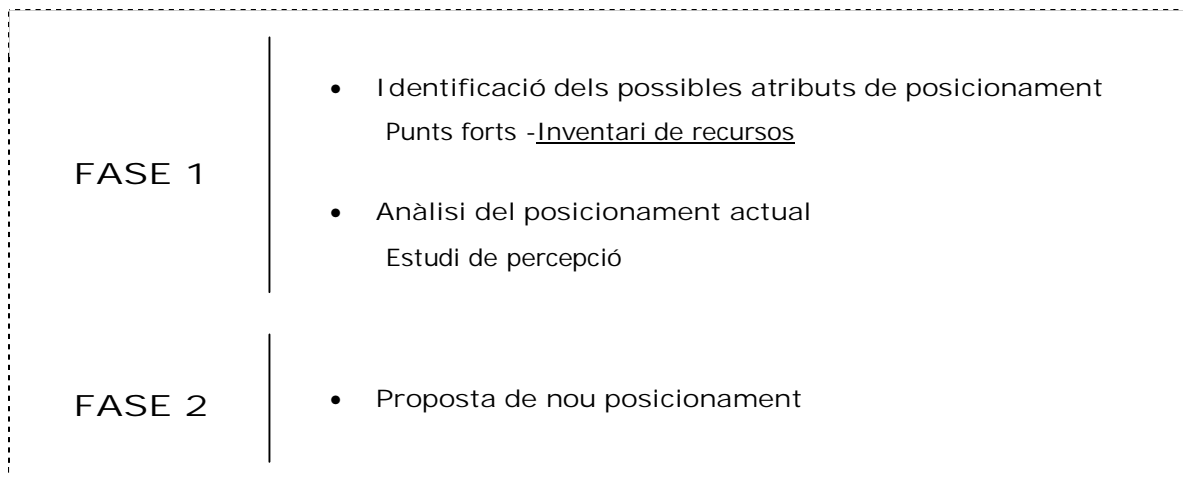 • Identificació dels possibles atributs de posicionament
Punts forts -Inventari de recursos
FASE 1
• Anàlisi del posicionament actual
Estudi de percepció
FASE 2
• Proposta de nou posicionament